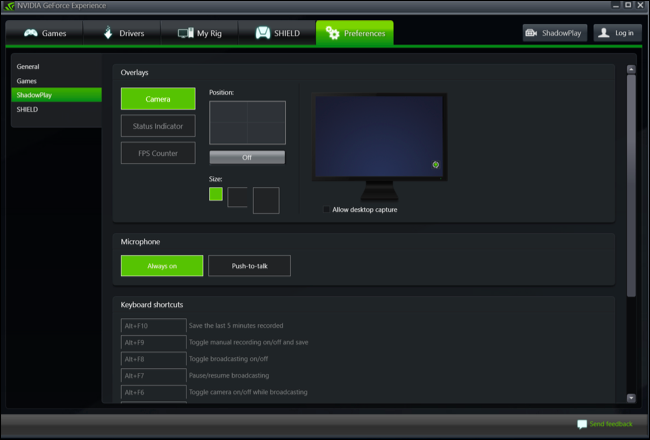 NVIDIA GeForce Experience
Games
Drivers
My Rig
SHIELD
Preferences
ShadowPlay
Log in
General
Games
ShadowPlay
SHIELD
Overlays
Camera
Status Indicator
FPS Counter
Position:
Off
Size:
Allow desktop capture
Microphone
Always on
Push-to-talk
Keyboard shortcuts
Alt+F10 Save the last 5 minutes recorded
Alt+F9 Toggle manual recording on/off and save
Alt+F8 Toggle broadcasting on/off
Alt+F7 Pause/resume broadcasting
Alt+F6 Toggle camera on/off while broadcasting
Send feedback